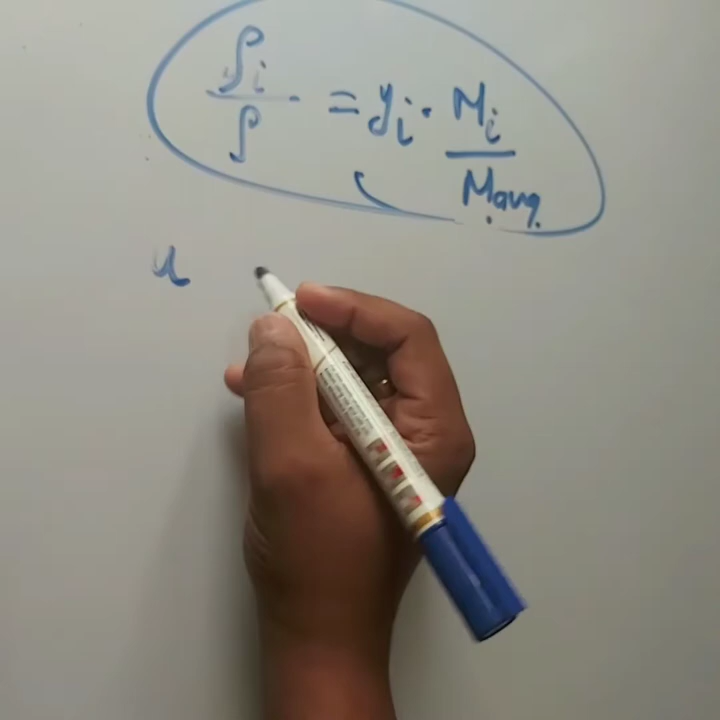 ρi/ρ = yi · Mi/Mavg.
u